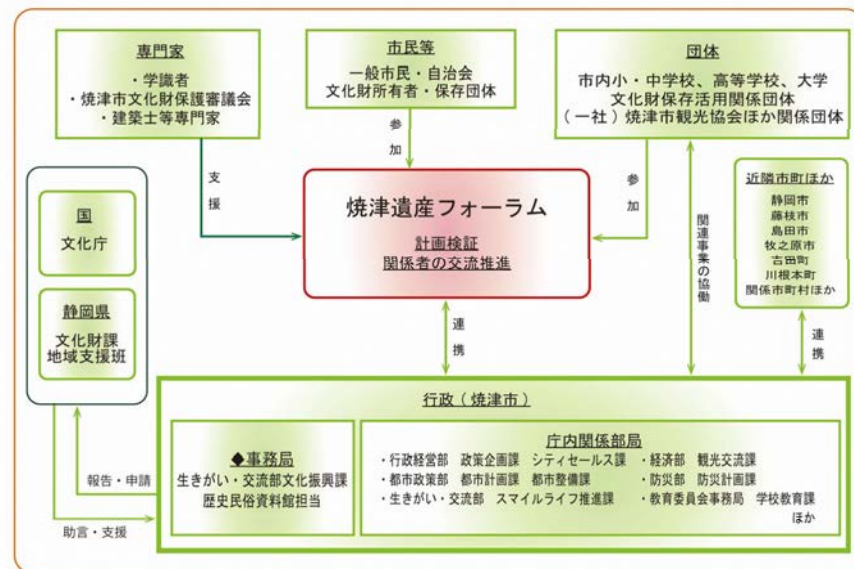 専門家
・学識者
・焼津市文化財保護審議会
・建築士等専門家
市民等
一般市民・自治会
文化財所有者・保存団体
団体
市内小・中学校、高等学校、大学
文化財保存活用関係団体
(一社)焼津市観光協会ほか関係団体
支援
参加
参加
国
文化庁
静岡県
文化財課
地域支援班
焼津遺産フォーラム
計画検証
関係者の交流推進
関連事業の協働
近隣市町ほか
静岡市
藤枝市
島田市
牧之原市
吉田町
川根本町
関係市町村ほか
連携
連携
行政(焼津市)
◆事務局
生きがい・交流部文化振興課
歴史民俗資料館担当
庁内関係部局
・行政経営部 政策企画課 シティセールス課 ・経済部 観光交流課
・都市政策部 都市計画課 都市整備課 ・防災部 防災計画課
・生きがい・交流部 スマイルライフ推進課 ・教育委員会事務局 学校教育課
ほか
報告・申請
助言・支援